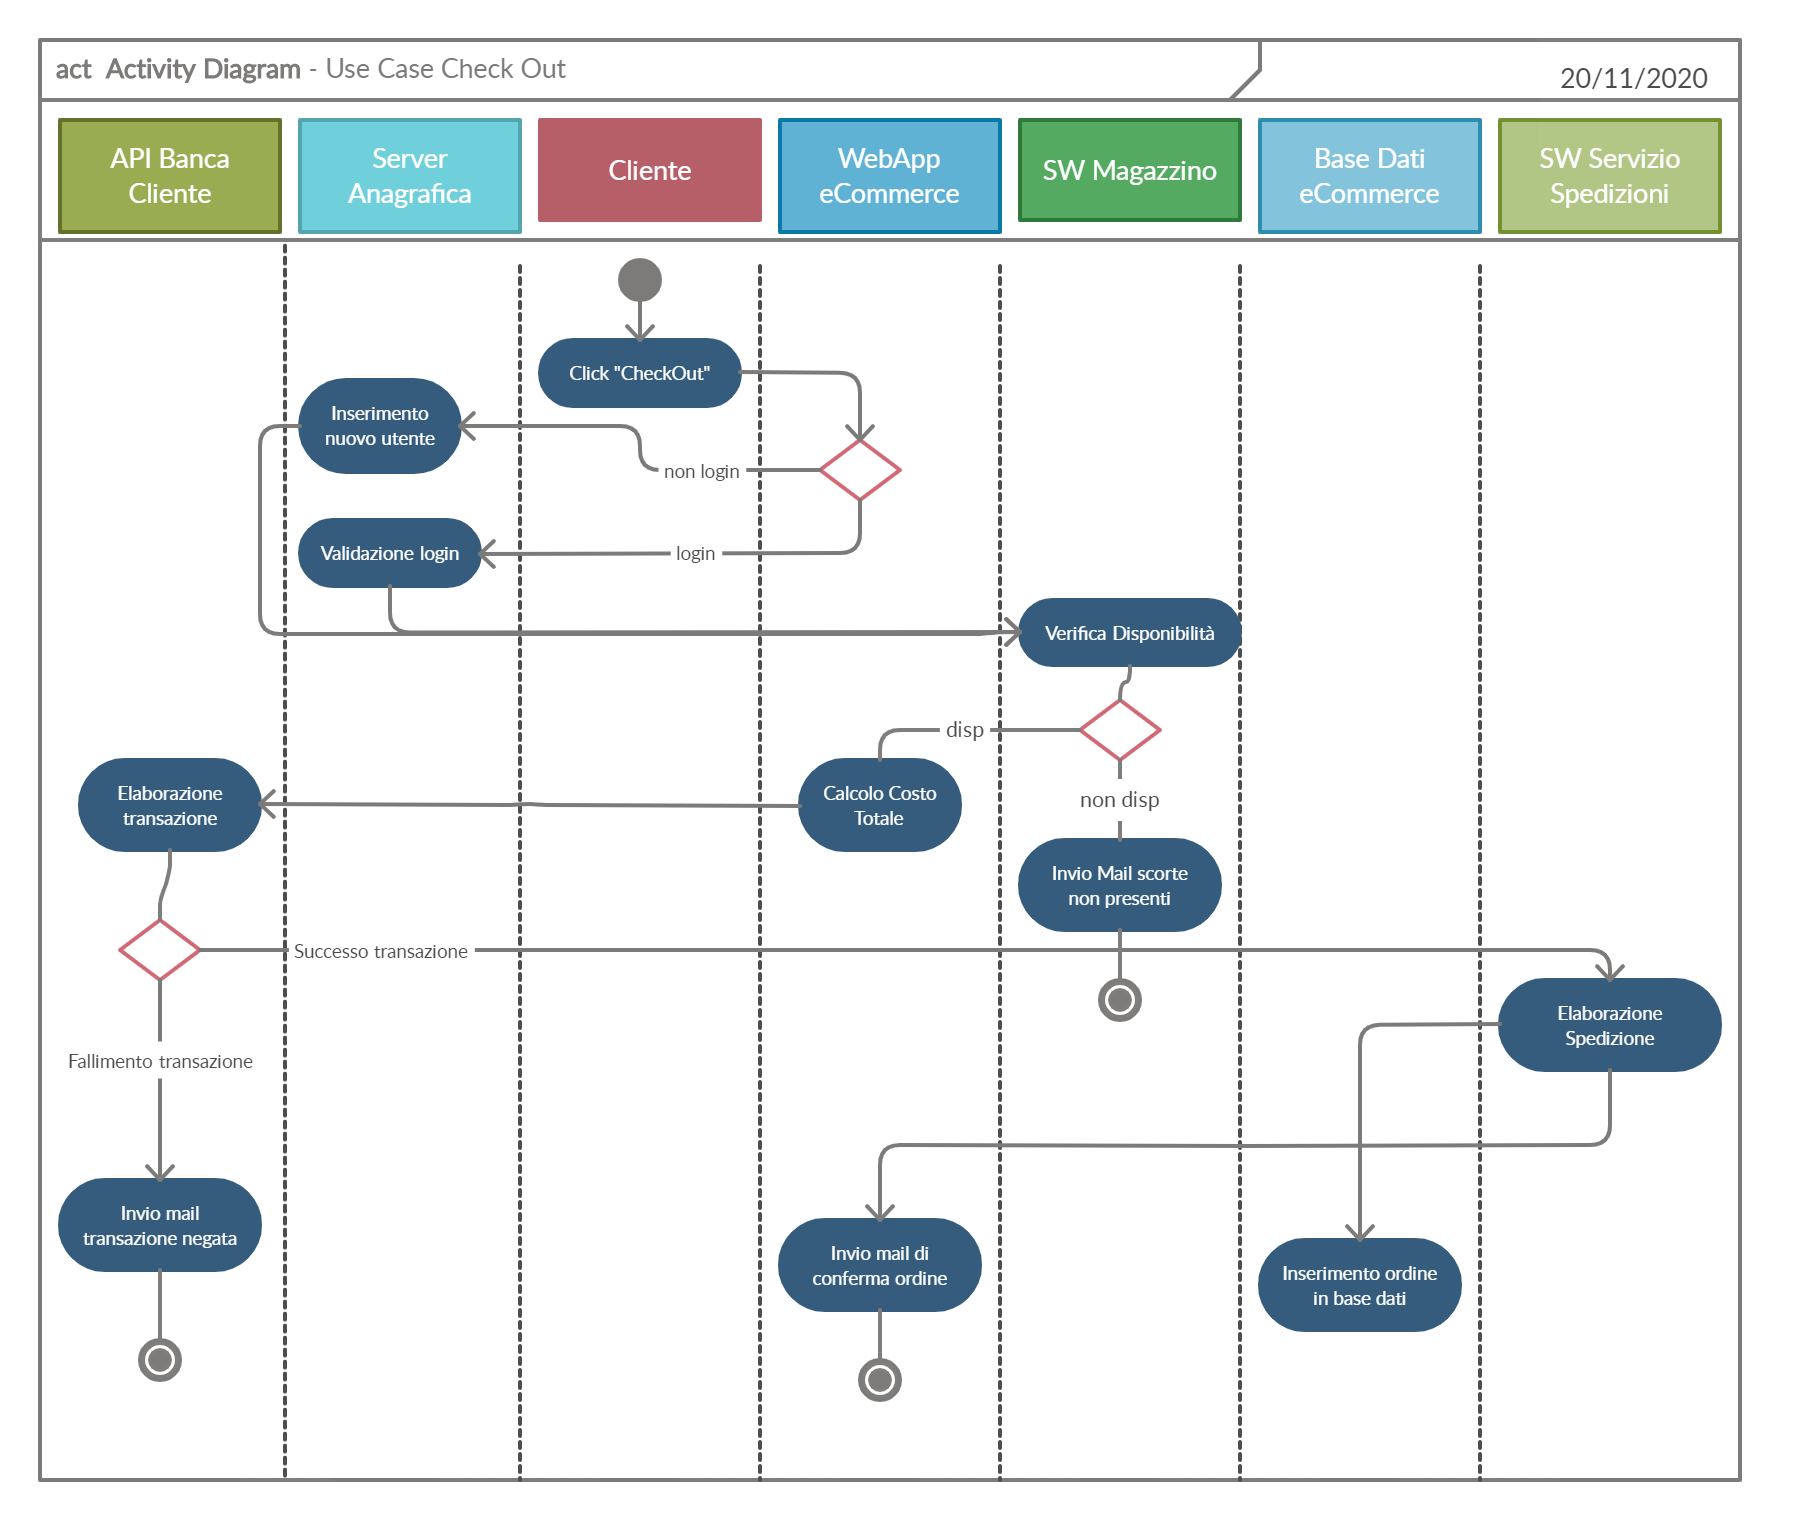 act  Activity Diagram - Use Case Check Out
20/11/2020
API Banca
Cliente
Server
Anagrafica
Cliente
WebApp
eCommerce
SW Magazzino
Base Dati
eCommerce
SW Servizio
Spedizioni
Click "CheckOut"
Inserimento
nuovo utente
non login
Validazione login
login
Verifica Disponibilità
disp
Elaborazione
transazione
Calcolo Costo
Totale
non disp
Invio Mail scorte
non presenti
Successo transazione
Elaborazione
Spedizione
Fallimento transazione
Invio mail
transazione negata
Invio mail di
conferma ordine
Inserimento ordine
in base dati